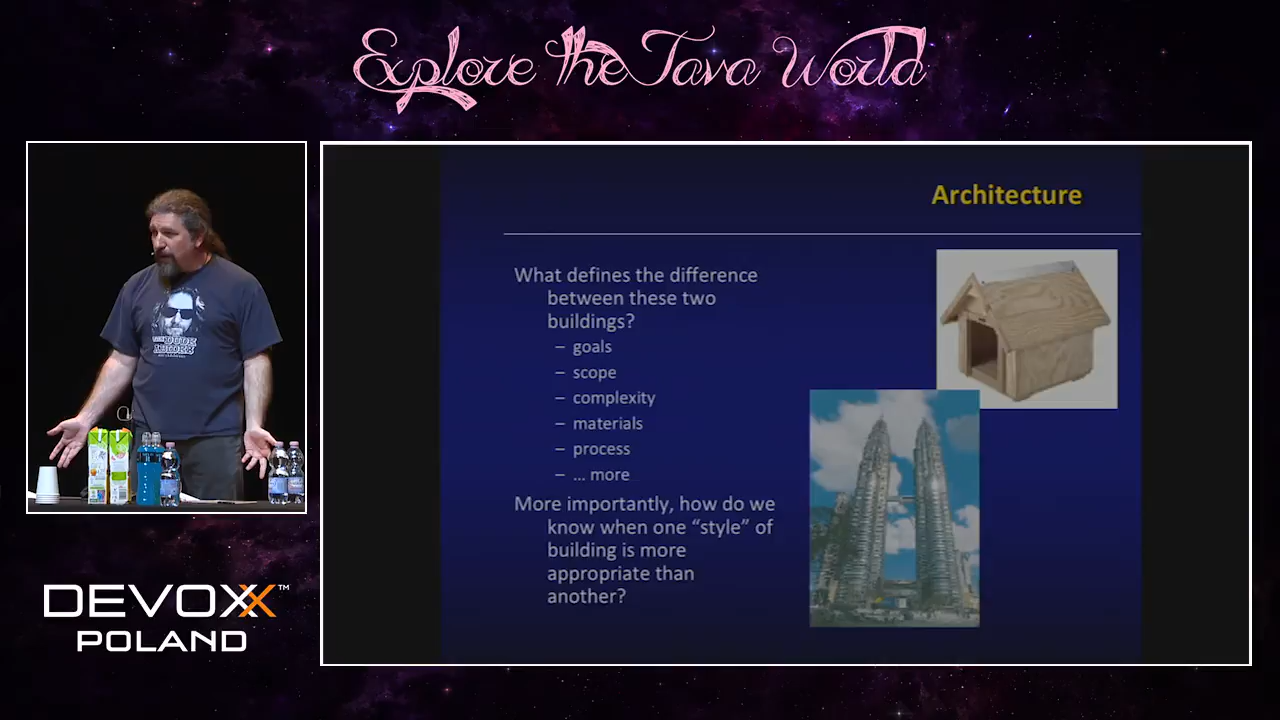 Explore the Java World
Architecture
What defines the difference
between these two
buildings?
– goals
– scope
– complexity
– materials
– process
– ... more
More importantly, how do we
know when one “style” of
building is more
appropriate than
another?
DEVOXX™
POLAND